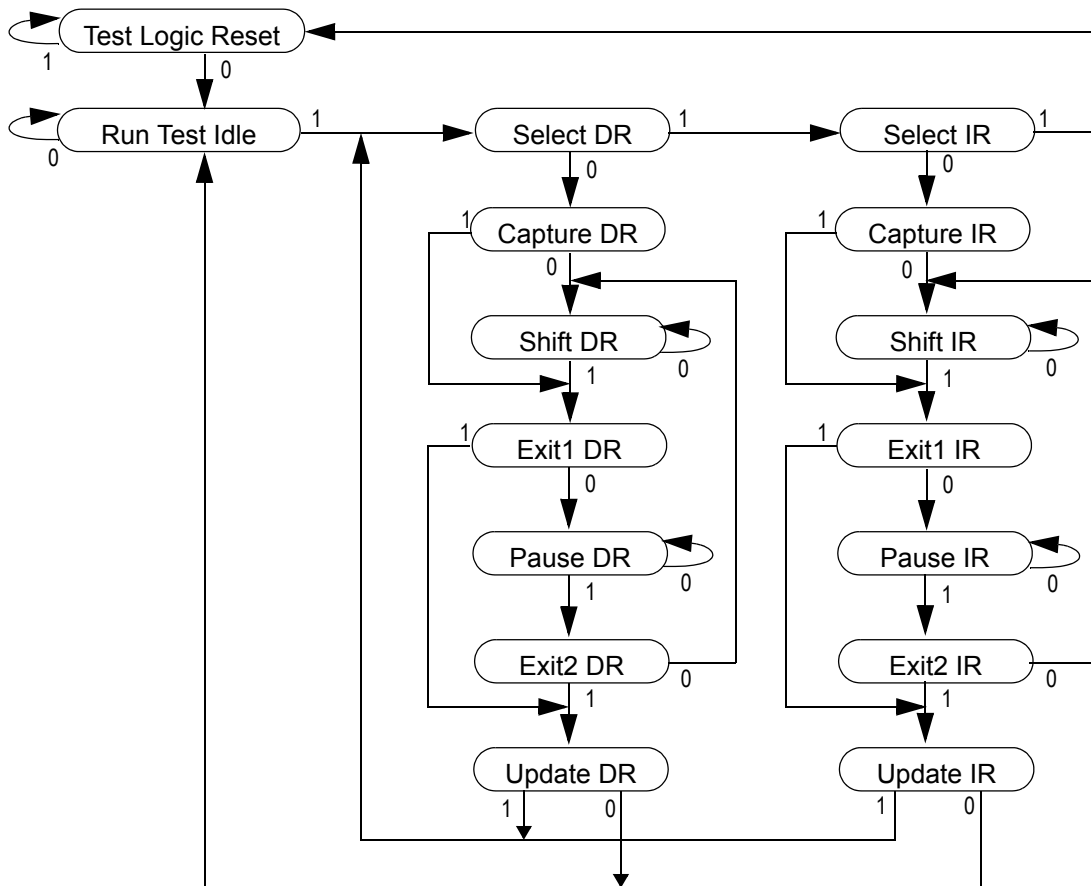 Test Logic Reset
1
0
Run Test Idle
1
0
Select DR
1
0
Select IR
1
0
1
Capture DR
0
1
Capture IR
0
Shift DR
0
1
Shift IR
0
1
1
Exit1 DR
0
1
Exit1 IR
0
Pause DR
0
1
Pause IR
0
1
Exit2 DR
0
1
Exit2 IR
0
1
Update DR
1
0
Update IR
1
0